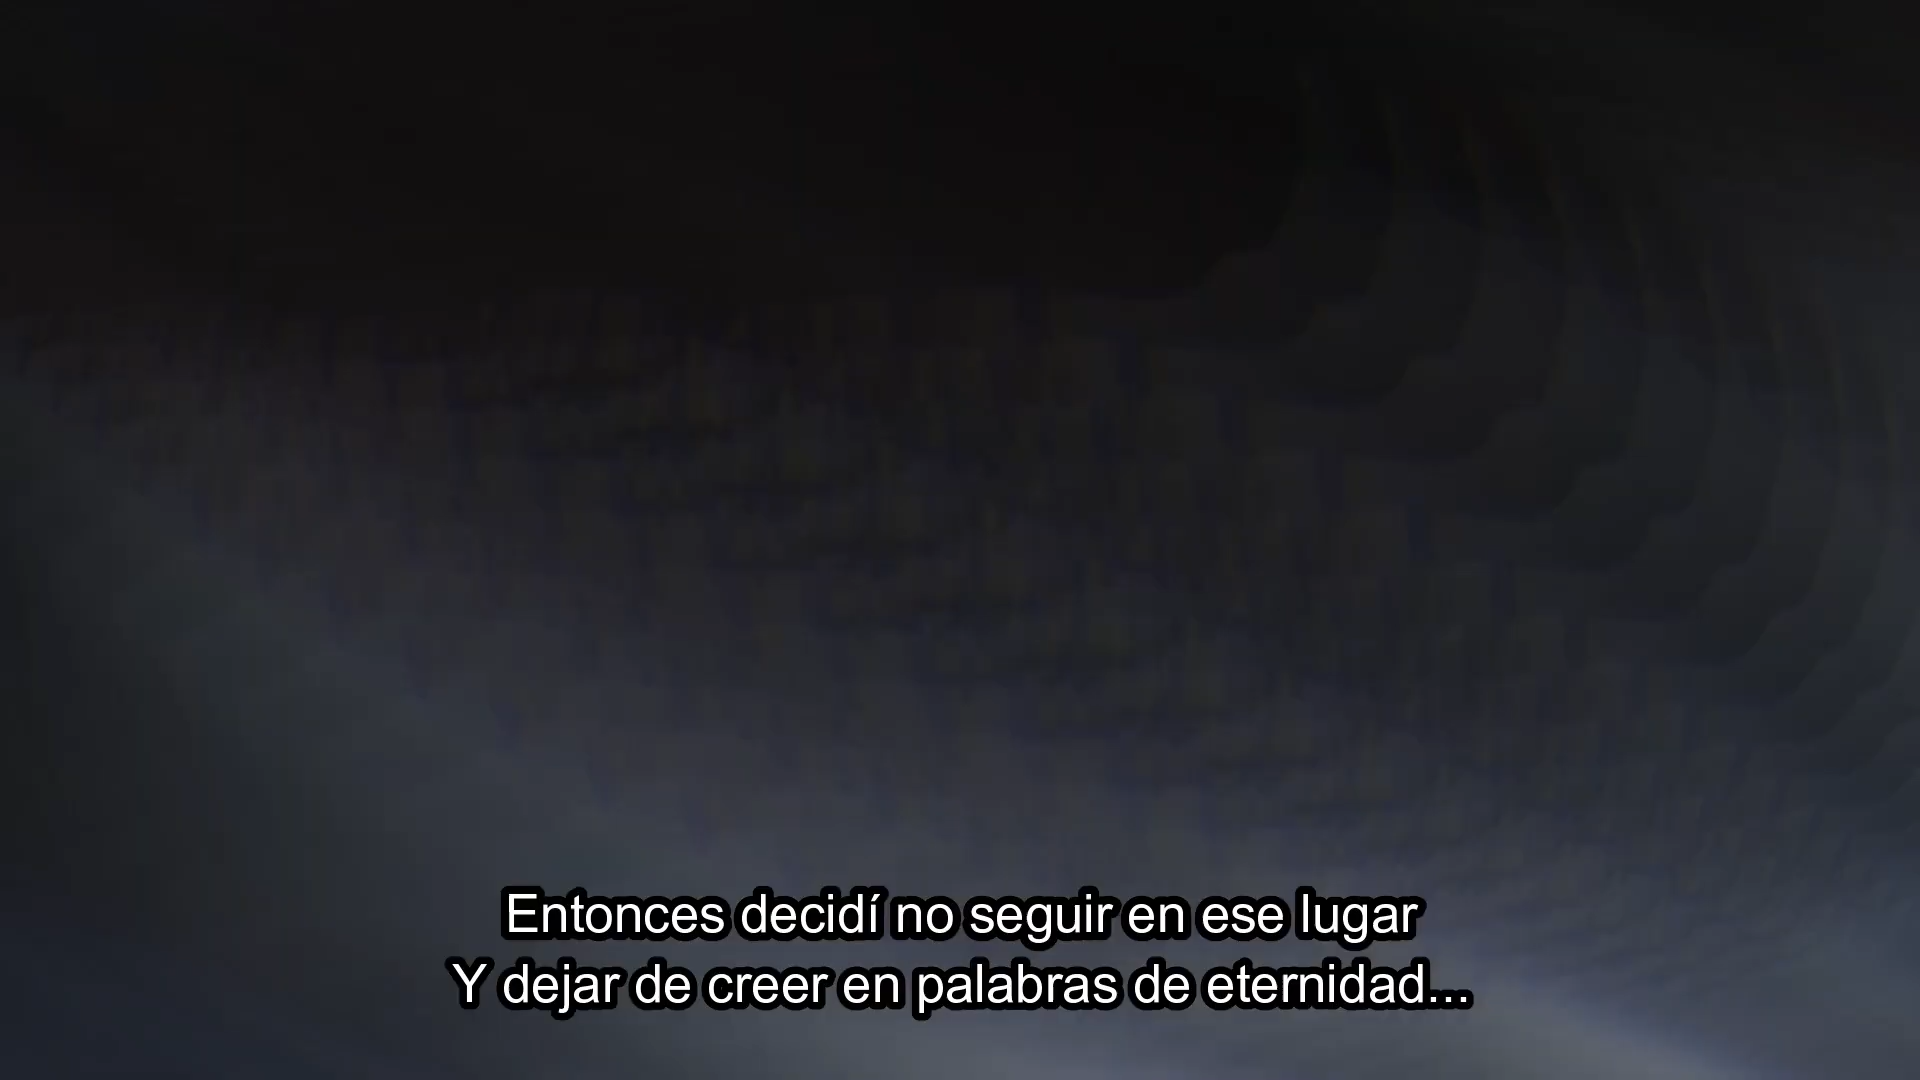 Entonces decidí no seguir en ese lugar
Y dejar de creer en palabras de eternidad...